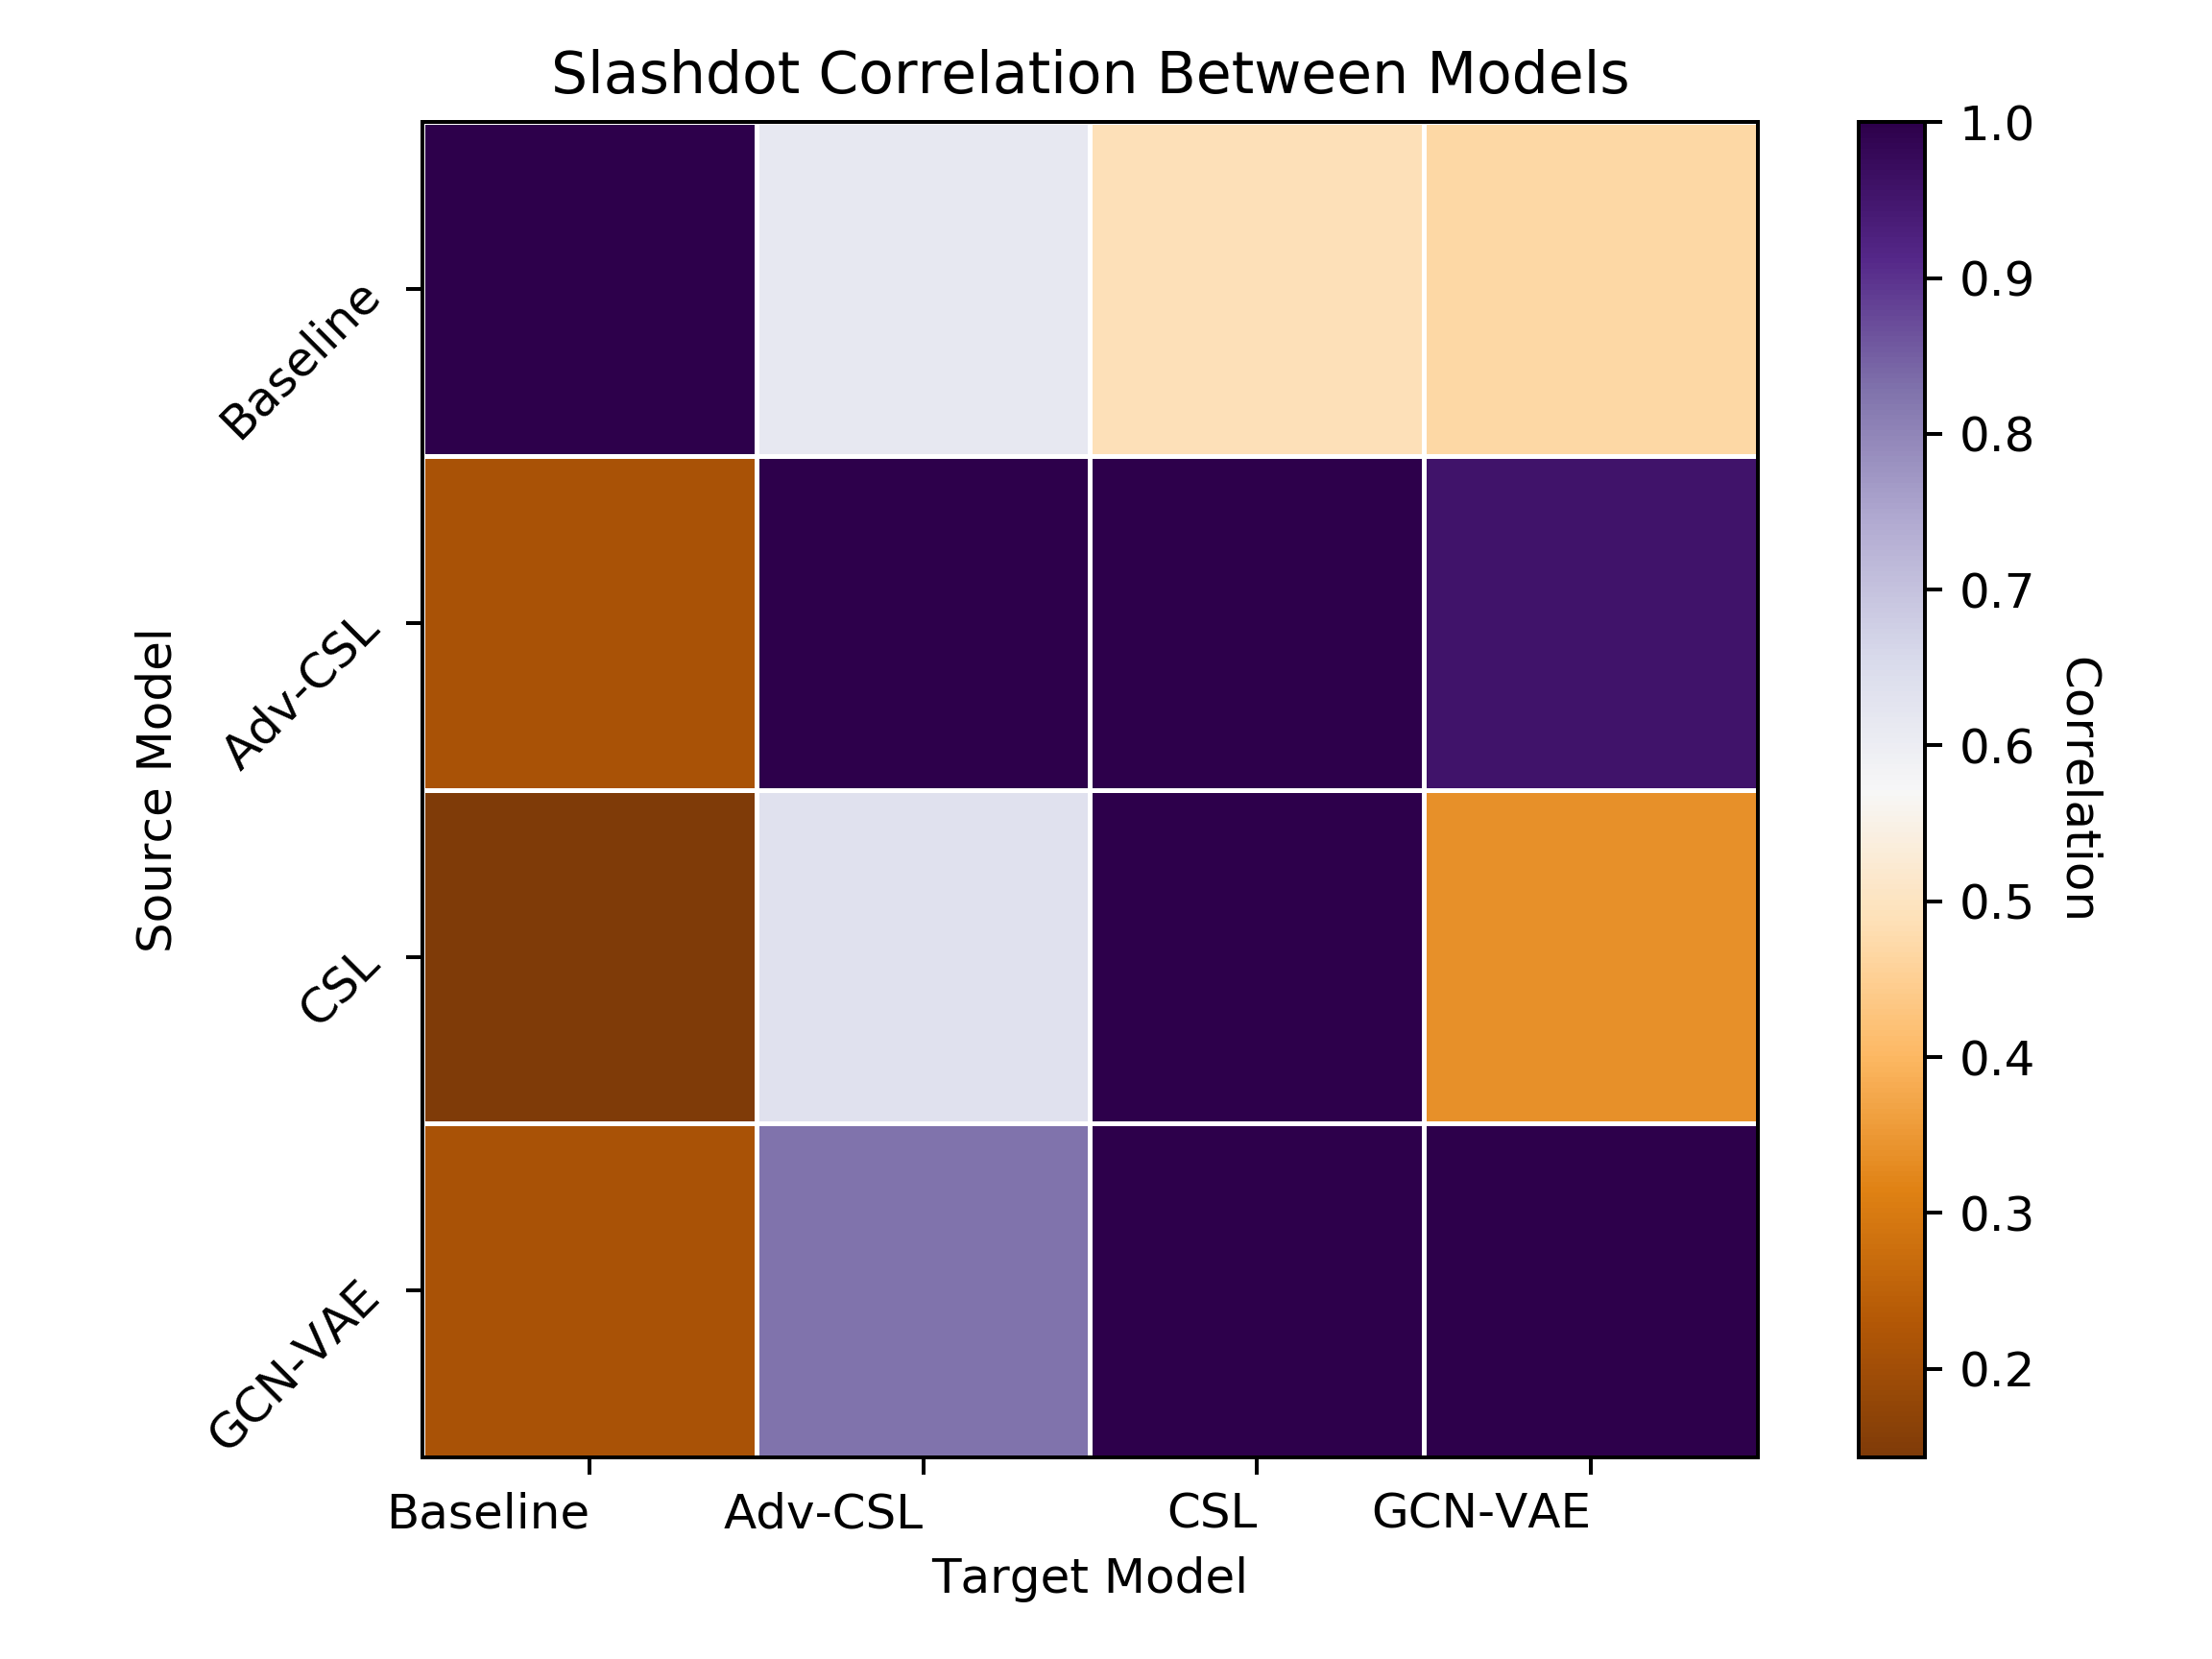 Slashdot Correlation Between Models
Source Model
Baseline
Adv-CSL
CSL
GCN-VAE
Baseline
Adv-CSL
CSL
GCN-VAE
Target Model
1.0
0.9
0.8
0.7
0.6
0.5
0.4
0.3
0.2
Correlation